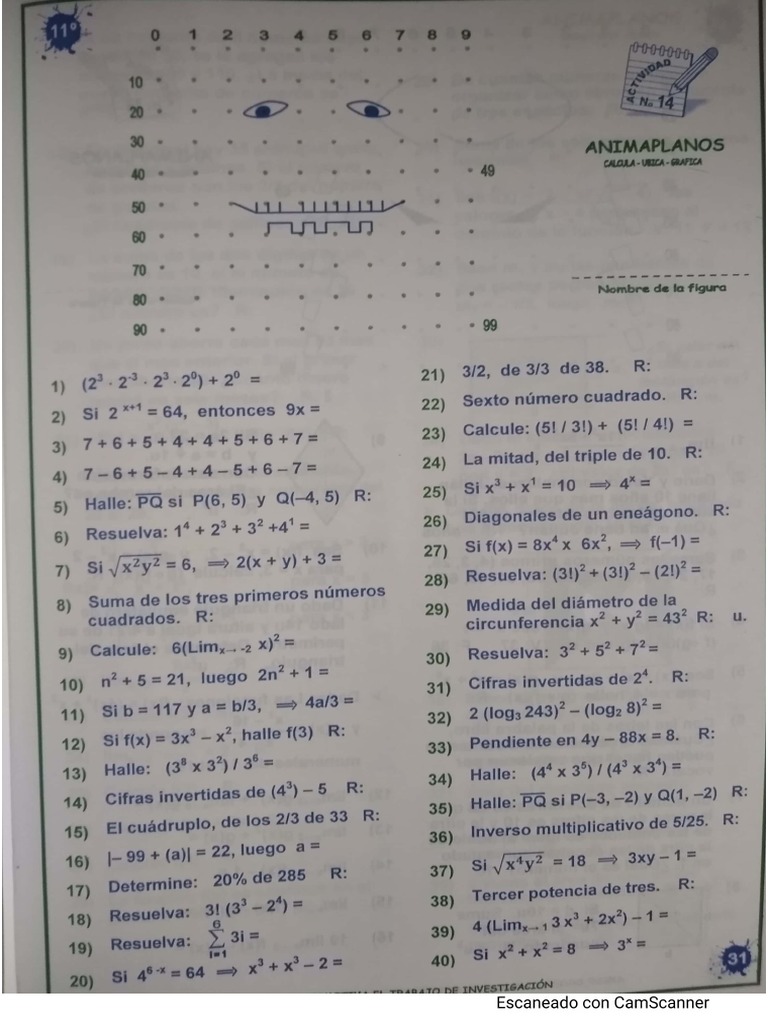 11º
0 1 2 3 4 5 6 7 8 9
10
20
30
40 49
50
60
70
80
90 99
ACTIVIDAD
No 14
ANIMAPLANOS
CALCULA - UBICA - GRAFICA
Nombre de la figura
1) (2³ . 2⁻³ . 2³ . 2⁰) + 2⁰ =
2) Si 2 ˣ⁺¹ = 64, entonces 9x =
3) 7 + 6 + 5 + 4 + 4 + 5 + 6 + 7 =
4) 7 – 6 + 5 – 4 + 4 – 5 + 6 – 7 =
5) Halle: P̅Q̅ si P(6, 5) y Q(–4, 5) R:
6) Resuelva: 1⁴ + 2³ + 3² +4¹ =
7) Si √x²y² = 6, ⟹ 2(x + y) + 3 =
8) Suma de los tres primeros números
cuadrados. R:
9) Calcule: 6(Limₓ→ -2 x)² =
10) n² + 5 = 21, luego 2n² + 1 =
11) Si b = 117 y a = b/3, ⟹ 4a/3 =
12) Si f(x) = 3x³ – x², halle f(3) R:
13) Halle: (3⁸ x 3²) / 3⁶ =
14) Cifras invertidas de (4³) – 5 R:
15) El cuádruplo, de los 2/3 de 33 R:
16) |– 99 + (a)| = 22, luego a =
17) Determine: 20% de 285 R:
18) Resuelva: 3! (3³ – 2⁴) =
19) Resuelva: 6 Σ i=1 3i =
20) Si 4⁶⁻ˣ = 64 ⟹ x³ + x³ – 2 =
21) 3/2, de 3/3 de 38. R:
22) Sexto número cuadrado. R:
23) Calcule: (5! / 3!) + (5! / 4!) =
24) La mitad, del triple de 10. R:
25) Si x³ + x¹ = 10 ⟹ 4ˣ =
26) Diagonales de un eneágono. R:
27) Si f(x) = 8x⁴ x 6x², ⟹ f(–1) =
28) Resuelva: (3!)² + (3!)² – (2!)² =
29) Medida del diámetro de la
circunferencia x² + y² = 43² R: u.
30) Resuelva: 3² + 5² + 7² =
31) Cifras invertidas de 2⁴. R:
32) 2 (log₃ 243)² – (log₂ 8)² =
33) Pendiente en 4y – 88x = 8. R:
34) Halle: (4⁴ x 3⁵) / (4³ x 3⁴) =
35) Halle: P̅Q̅ si P(–3, –2) y Q(1, –2) R:
36) Inverso multiplicativo de 5/25. R:
37) Si √x⁴y² = 18 ⟹ 3xy – 1 =
38) Tercer potencia de tres. R:
39) 4 (Limₓ→ 1 3 x³ + 2x²) – 1 =
40) Si x² + x² = 8 ⟹ 3ˣ =
31
EL TRABAJO DE INVESTIGACIÓN
Escaneado con CamScanner